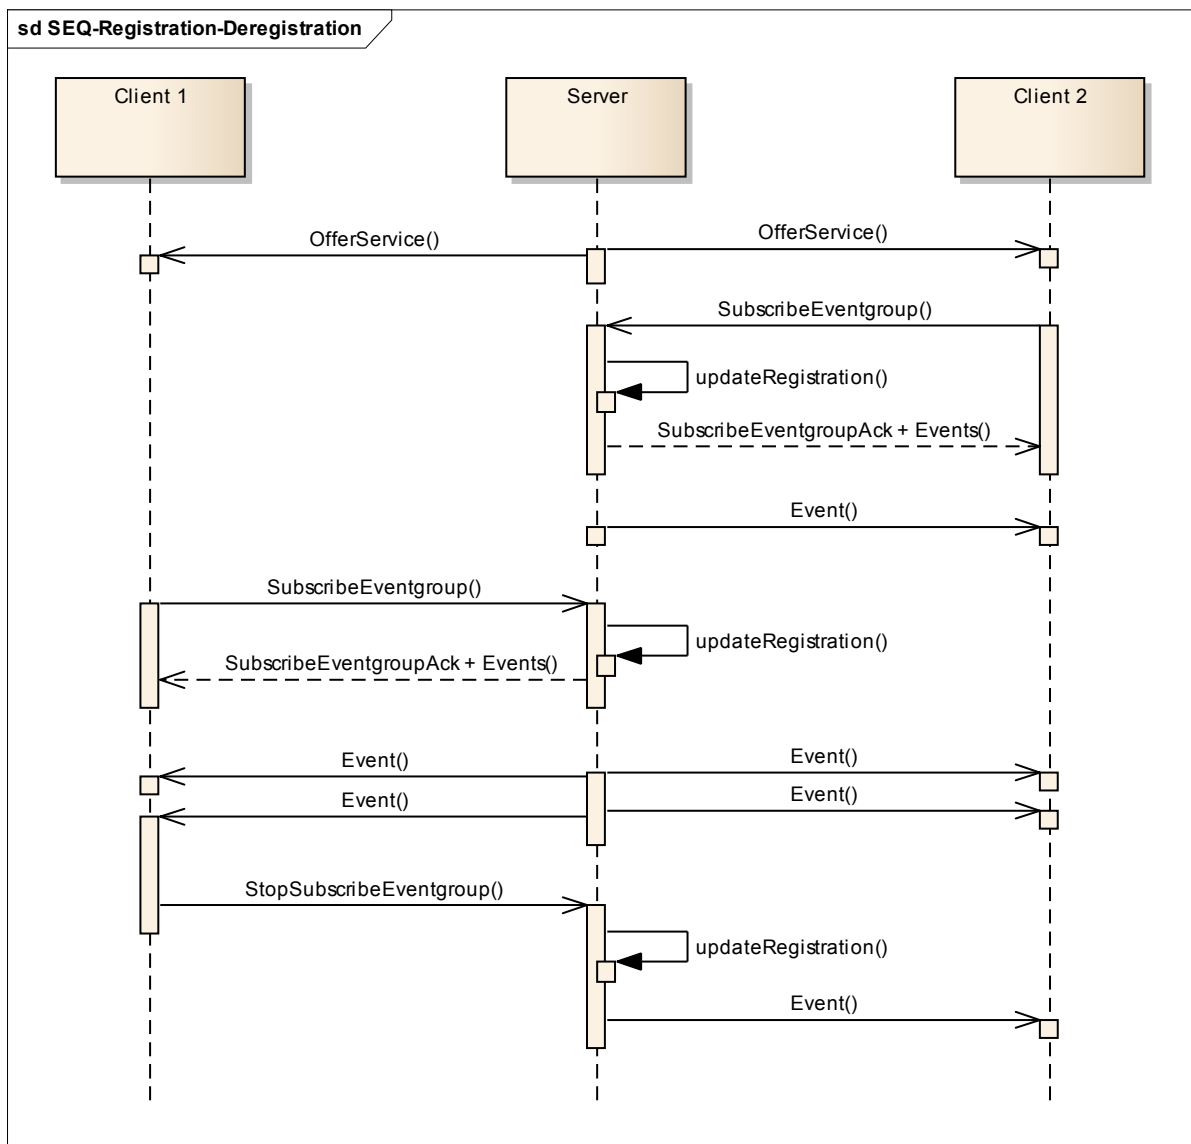 sd SEQ-Registration-Deregistration
Client 1
Server
Client 2
OfferService()
OfferService()
SubscribeEventgroup()
updateRegistration()
SubscribeEventgroupAck + Events()
Event()
SubscribeEventgroup()
updateRegistration()
SubscribeEventgroupAck + Events()
Event()
Event()
Event()
Event()
StopSubscribeEventgroup()
updateRegistration()
Event()